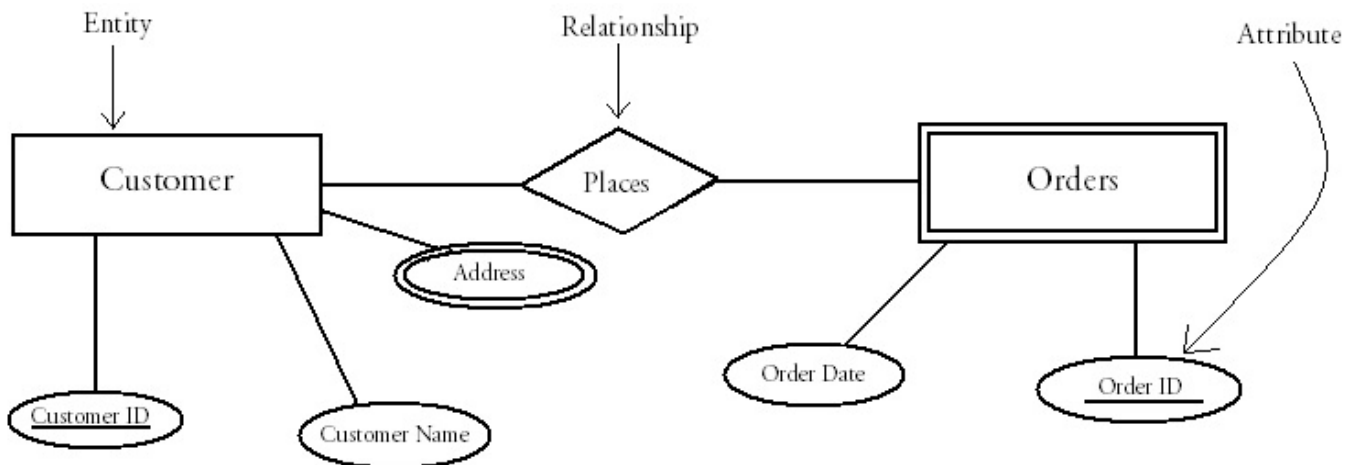 Entity
Relationship
Attribute
Customer
Places
Orders
Address
Order Date
Order ID
Customer ID
Customer Name